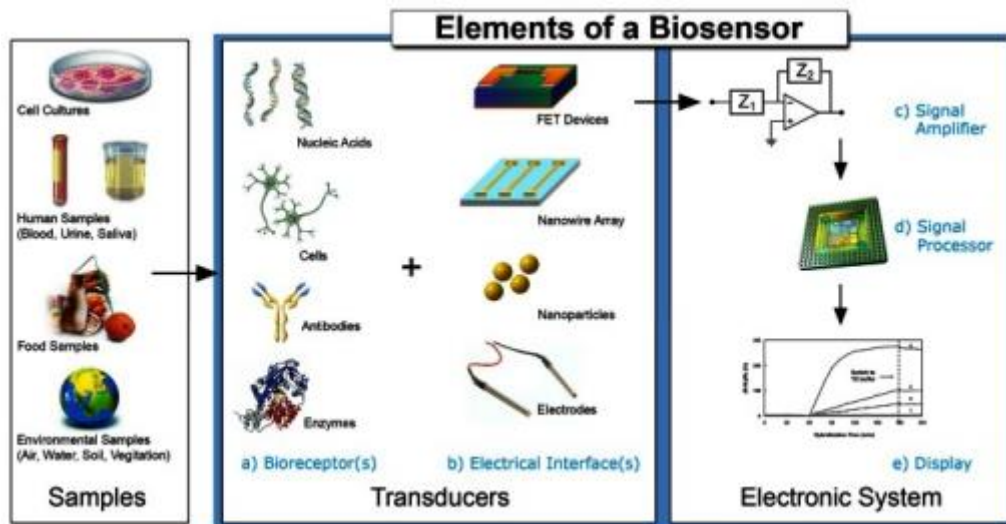 Elements of a Biosensor
Cell Cultures
Human Samples
(Blood, Urine, Saliva)
Food Samples
Environmental Samples
(Air, Water, Soil, Vegitation)
Samples
Nucleic Acids
Cells
Antibodies
Enzymes
a) Bioreceptor(s)
+
FET Devices
Nanowire Array
Nanoparticles
Electrodes
b) Electrical Interface(s)
Transducers
Z1
Z2
c) Signal
Amplifier
d) Signal
Processor
e) Display
Electronic System